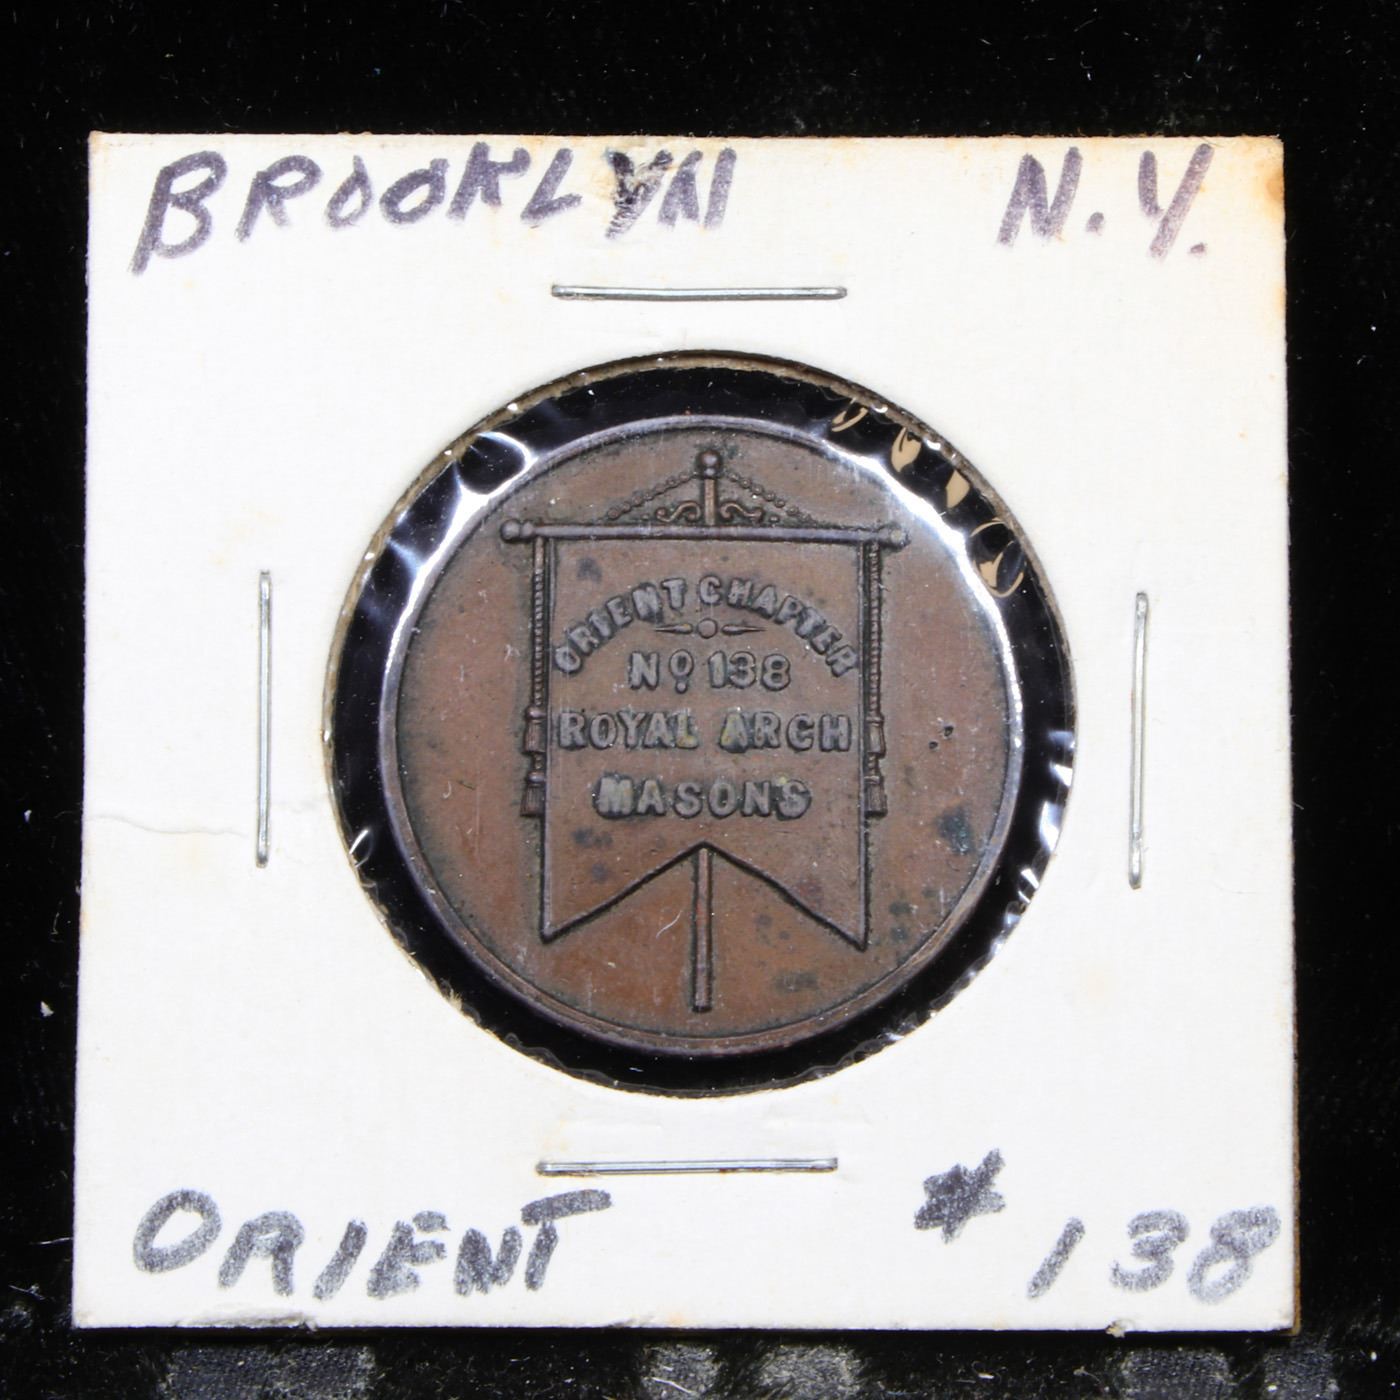 BROOKLYN N.Y.
ORIENT CHAPTER
Nº 138
ROYAL ARCH
MASONS
ORIENT #138